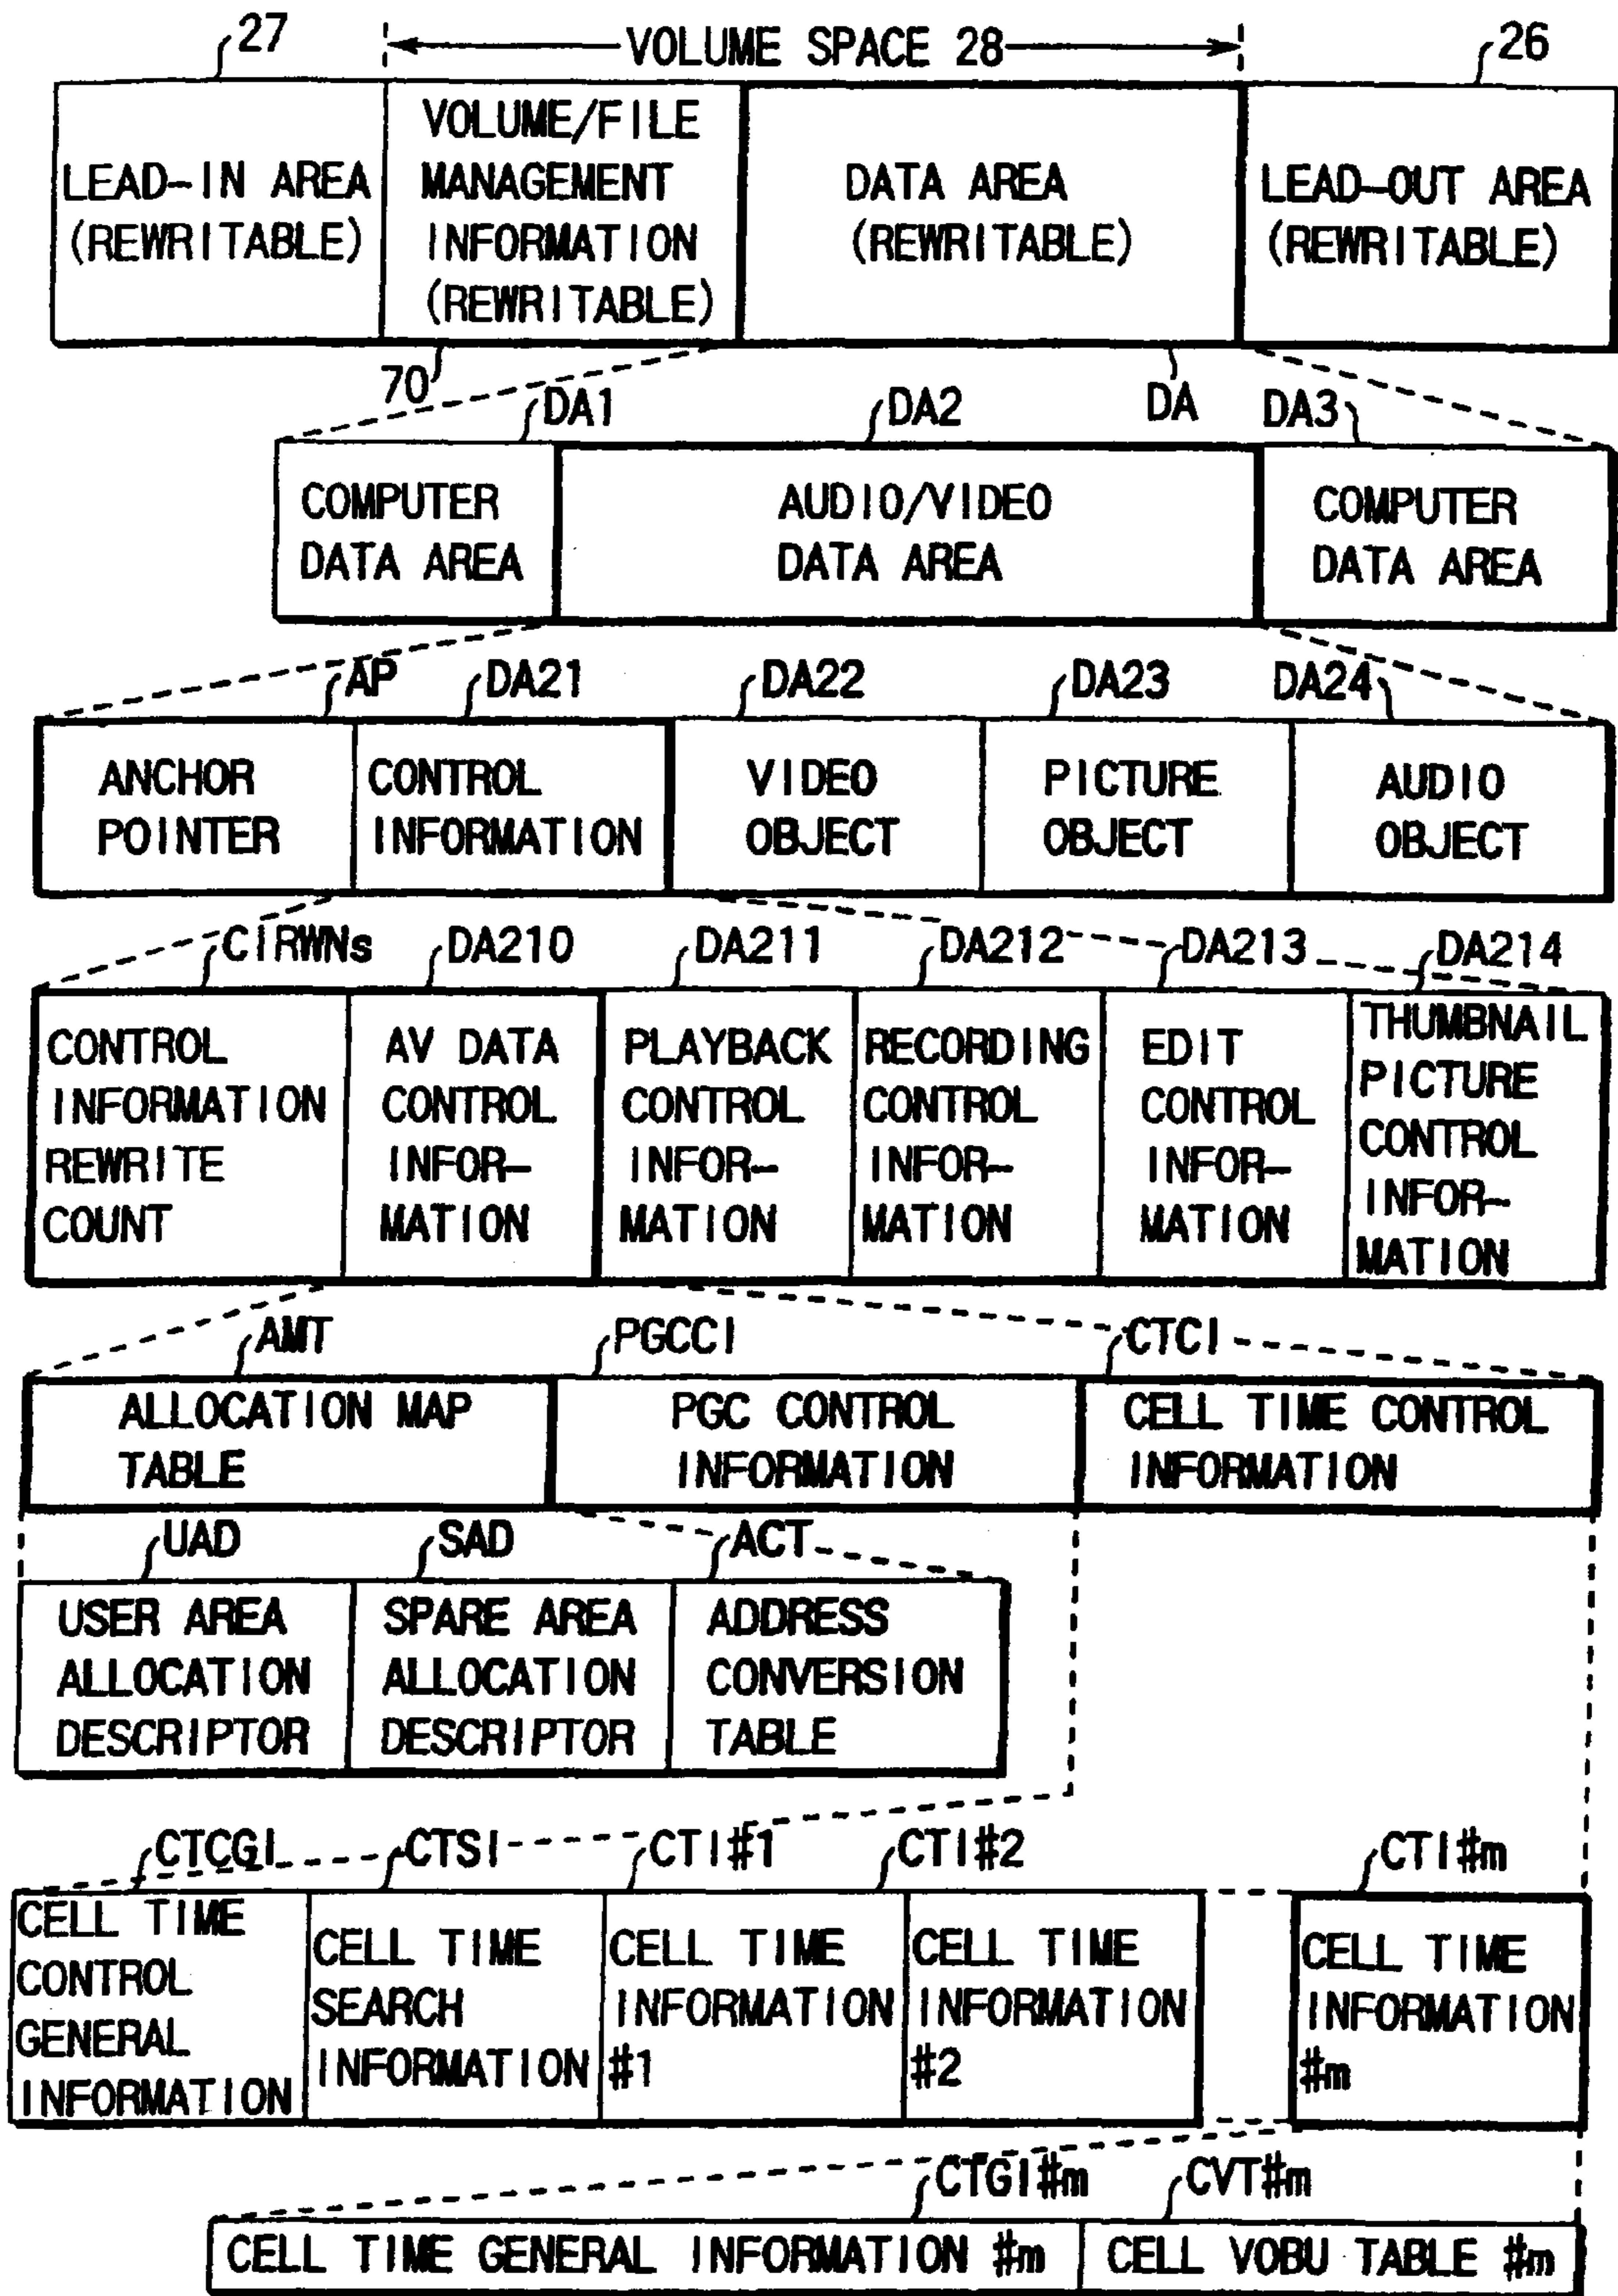 27
VOLUME SPACE 28
26
LEAD-IN AREA
(REWRITABLE)
VOLUME/FILE
MANAGEMENT
INFORMATION
(REWRITABLE)
DATA AREA
(REWRITABLE)
LEAD-OUT AREA
(REWRITABLE)
70
DA1
DA2
DA
DA3
COMPUTER
DATA AREA
AUDIO/VIDEO
DATA AREA
COMPUTER
DATA AREA
AP
DA21
DA22
DA23
DA24
ANCHOR
POINTER
CONTROL
INFORMATION
VIDEO
OBJECT
PICTURE
OBJECT
AUDIO
OBJECT
CIRWNs
DA210
DA211
DA212
DA213
DA214
CONTROL
INFORMATION
REWRITE
COUNT
AV DATA
CONTROL
INFOR-
MATION
PLAYBACK
CONTROL
INFOR-
MATION
RECORDING
CONTROL
INFOR-
MATION
EDIT
CONTROL
INFOR-
MATION
THUMBNAIL
PICTURE
CONTROL
INFOR-
MATION
AMT
PGCCI
CTCI
ALLOCATION MAP
TABLE
PGC CONTROL
INFORMATION
CELL TIME CONTROL
INFORMATION
UAD
SAD
ACT
USER AREA
ALLOCATION
DESCRIPTOR
SPARE AREA
ALLOCATION
DESCRIPTOR
ADDRESS
CONVERSION
TABLE
CTCGI
CTSI
CTI#1
CTI#2
CTI#m
CELL TIME
CONTROL
GENERAL
INFORMATION
CELL TIME
SEARCH
INFORMATION
CELL TIME
INFORMATION
#1
CELL TIME
INFORMATION
#2
CELL TIME
INFORMATION
#m
CTGI#m
CVT#m
CELL TIME GENERAL INFORMATION #m
CELL VOBU TABLE #m